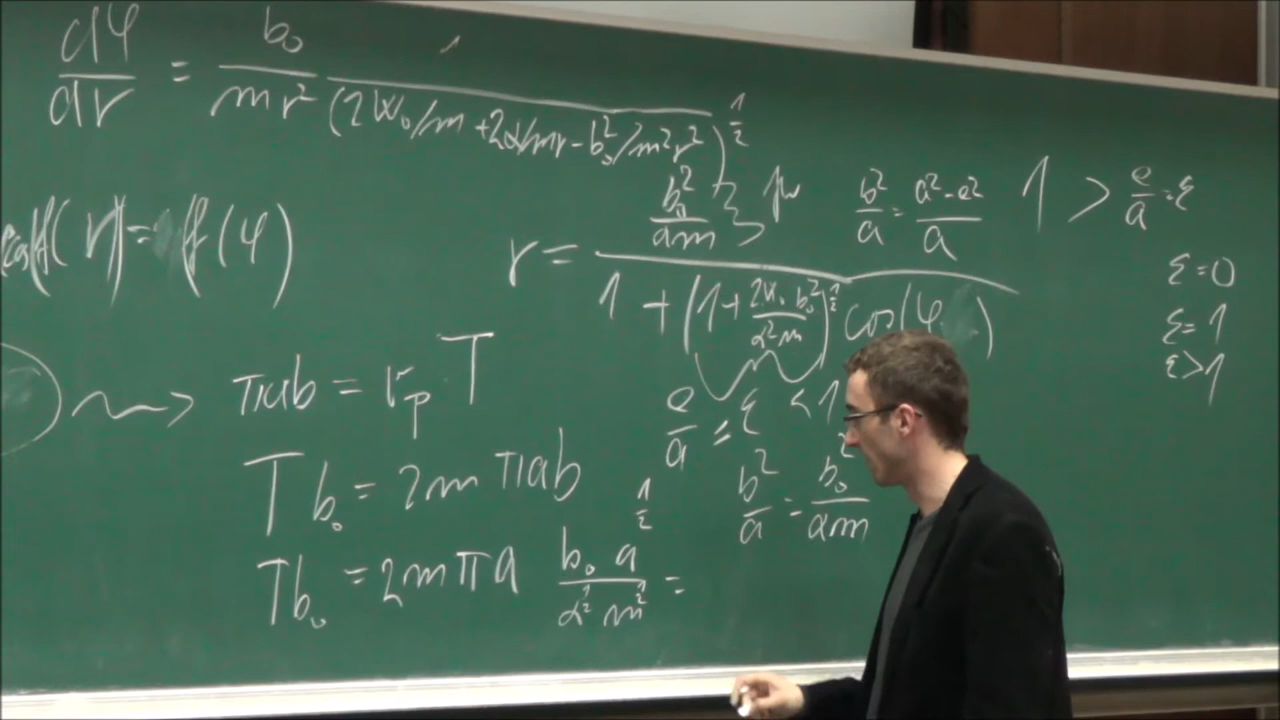 dφ/dr = b₀ / mr² (2W₀/m + 2α/mr - b₀²/m²r²)^½
r = (b₀²/αm) / (1 + (1 + 2W₀b₀²/α²m)^½ cos(φ )
b²/a = (a² - e²)/a
1 > e/a = ε
(r) = f(φ)
ε = 0
ε = 1
ε > 1
πab = v_p T
e/a = ε < 1
T b₀ = 2m πab
b²/a = b₀²/αm
T b₀ = 2mπa b₀ a^½ / α^½ m^½ =